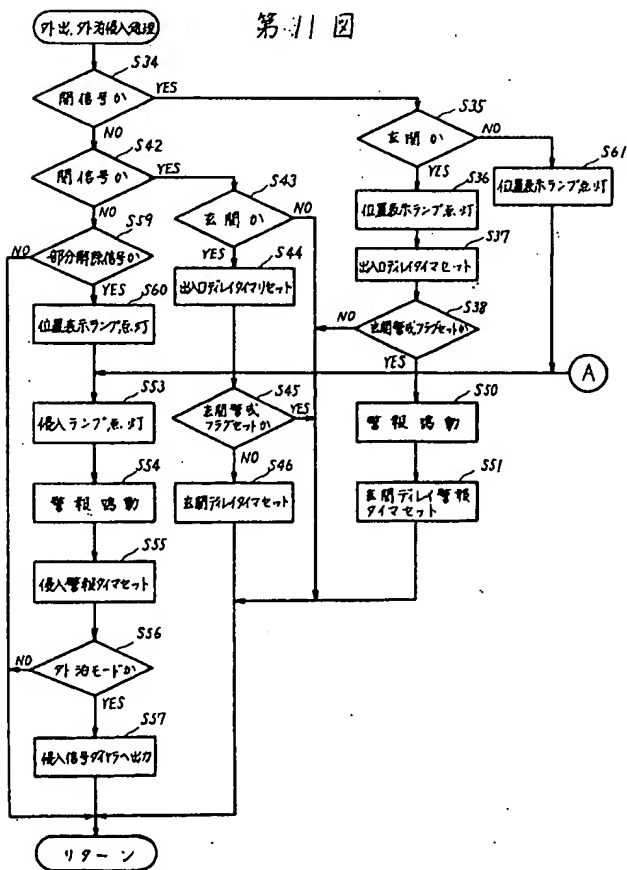 第11図
外出,外泊侵入処理
S34
開信号か
YES
NO
S42
閉信号か
YES
NO
S59
部分解除信号か
NO
YES
S60
位置表示ランプ点灯
S53
侵入ランプ点灯
S54
警報鳴動
S55
侵入警報タイマセット
S56
外泊モードか
NO
YES
S57
侵入信号ダイヤラへ出力
リターン
S43
玄関か
NO
YES
S44
出入口ディレイタイマリセット
S45
玄関警戒
フラグセットか
YES
NO
S46
玄関ディレイタイマセット
S35
玄関か
NO
YES
S36
位置表示ランプ点灯
S37
出入口ディレイタイマセット
S38
玄関警戒フラグセットか
NO
YES
S50
警報鳴動
S51
玄関ディレイ警報
タイマセット
S61
位置表示ランプ点灯
A